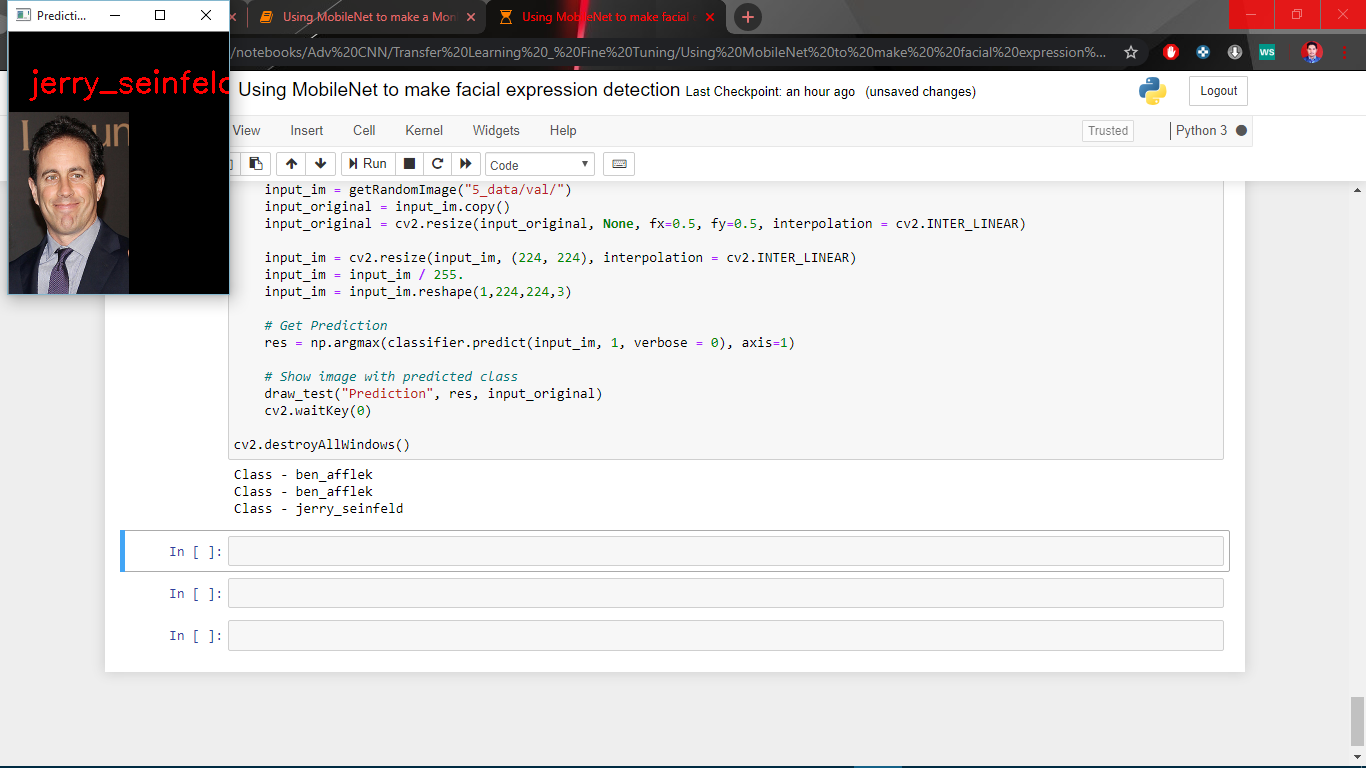 Predicti...
jerry_seinfeld
Using MobileNet to make a Mon
Using MobileNet to make facial
/notebooks/Adv%20CNN/Transfer%20Learning%20_%20Fine%20Tuning/Using%20MobileNet%20to%20make%20%20facial%20expression%...
WS
Using MobileNet to make facial expression detection Last Checkpoint: an hour ago (unsaved changes)
Logout
View Insert Cell Kernel Widgets Help
Trusted
Python 3
Run
Code
input_im = getRandomImage("5_data/val/")
input_original = input_im.copy()
input_original = cv2.resize(input_original, None, fx=0.5, fy=0.5, interpolation = cv2.INTER_LINEAR)
input_im = cv2.resize(input_im, (224, 224), interpolation = cv2.INTER_LINEAR)
input_im = input_im / 255.
input_im = input_im.reshape(1,224,224,3)
# Get Prediction
res = np.argmax(classifier.predict(input_im, 1, verbose = 0), axis=1)
# Show image with predicted class
draw_test("Prediction", res, input_original)
cv2.waitKey(0)
cv2.destroyAllWindows()
Class - ben_afflek
Class - ben_afflek
Class - jerry_seinfeld
In [ ]:
In [ ]:
In [ ]: